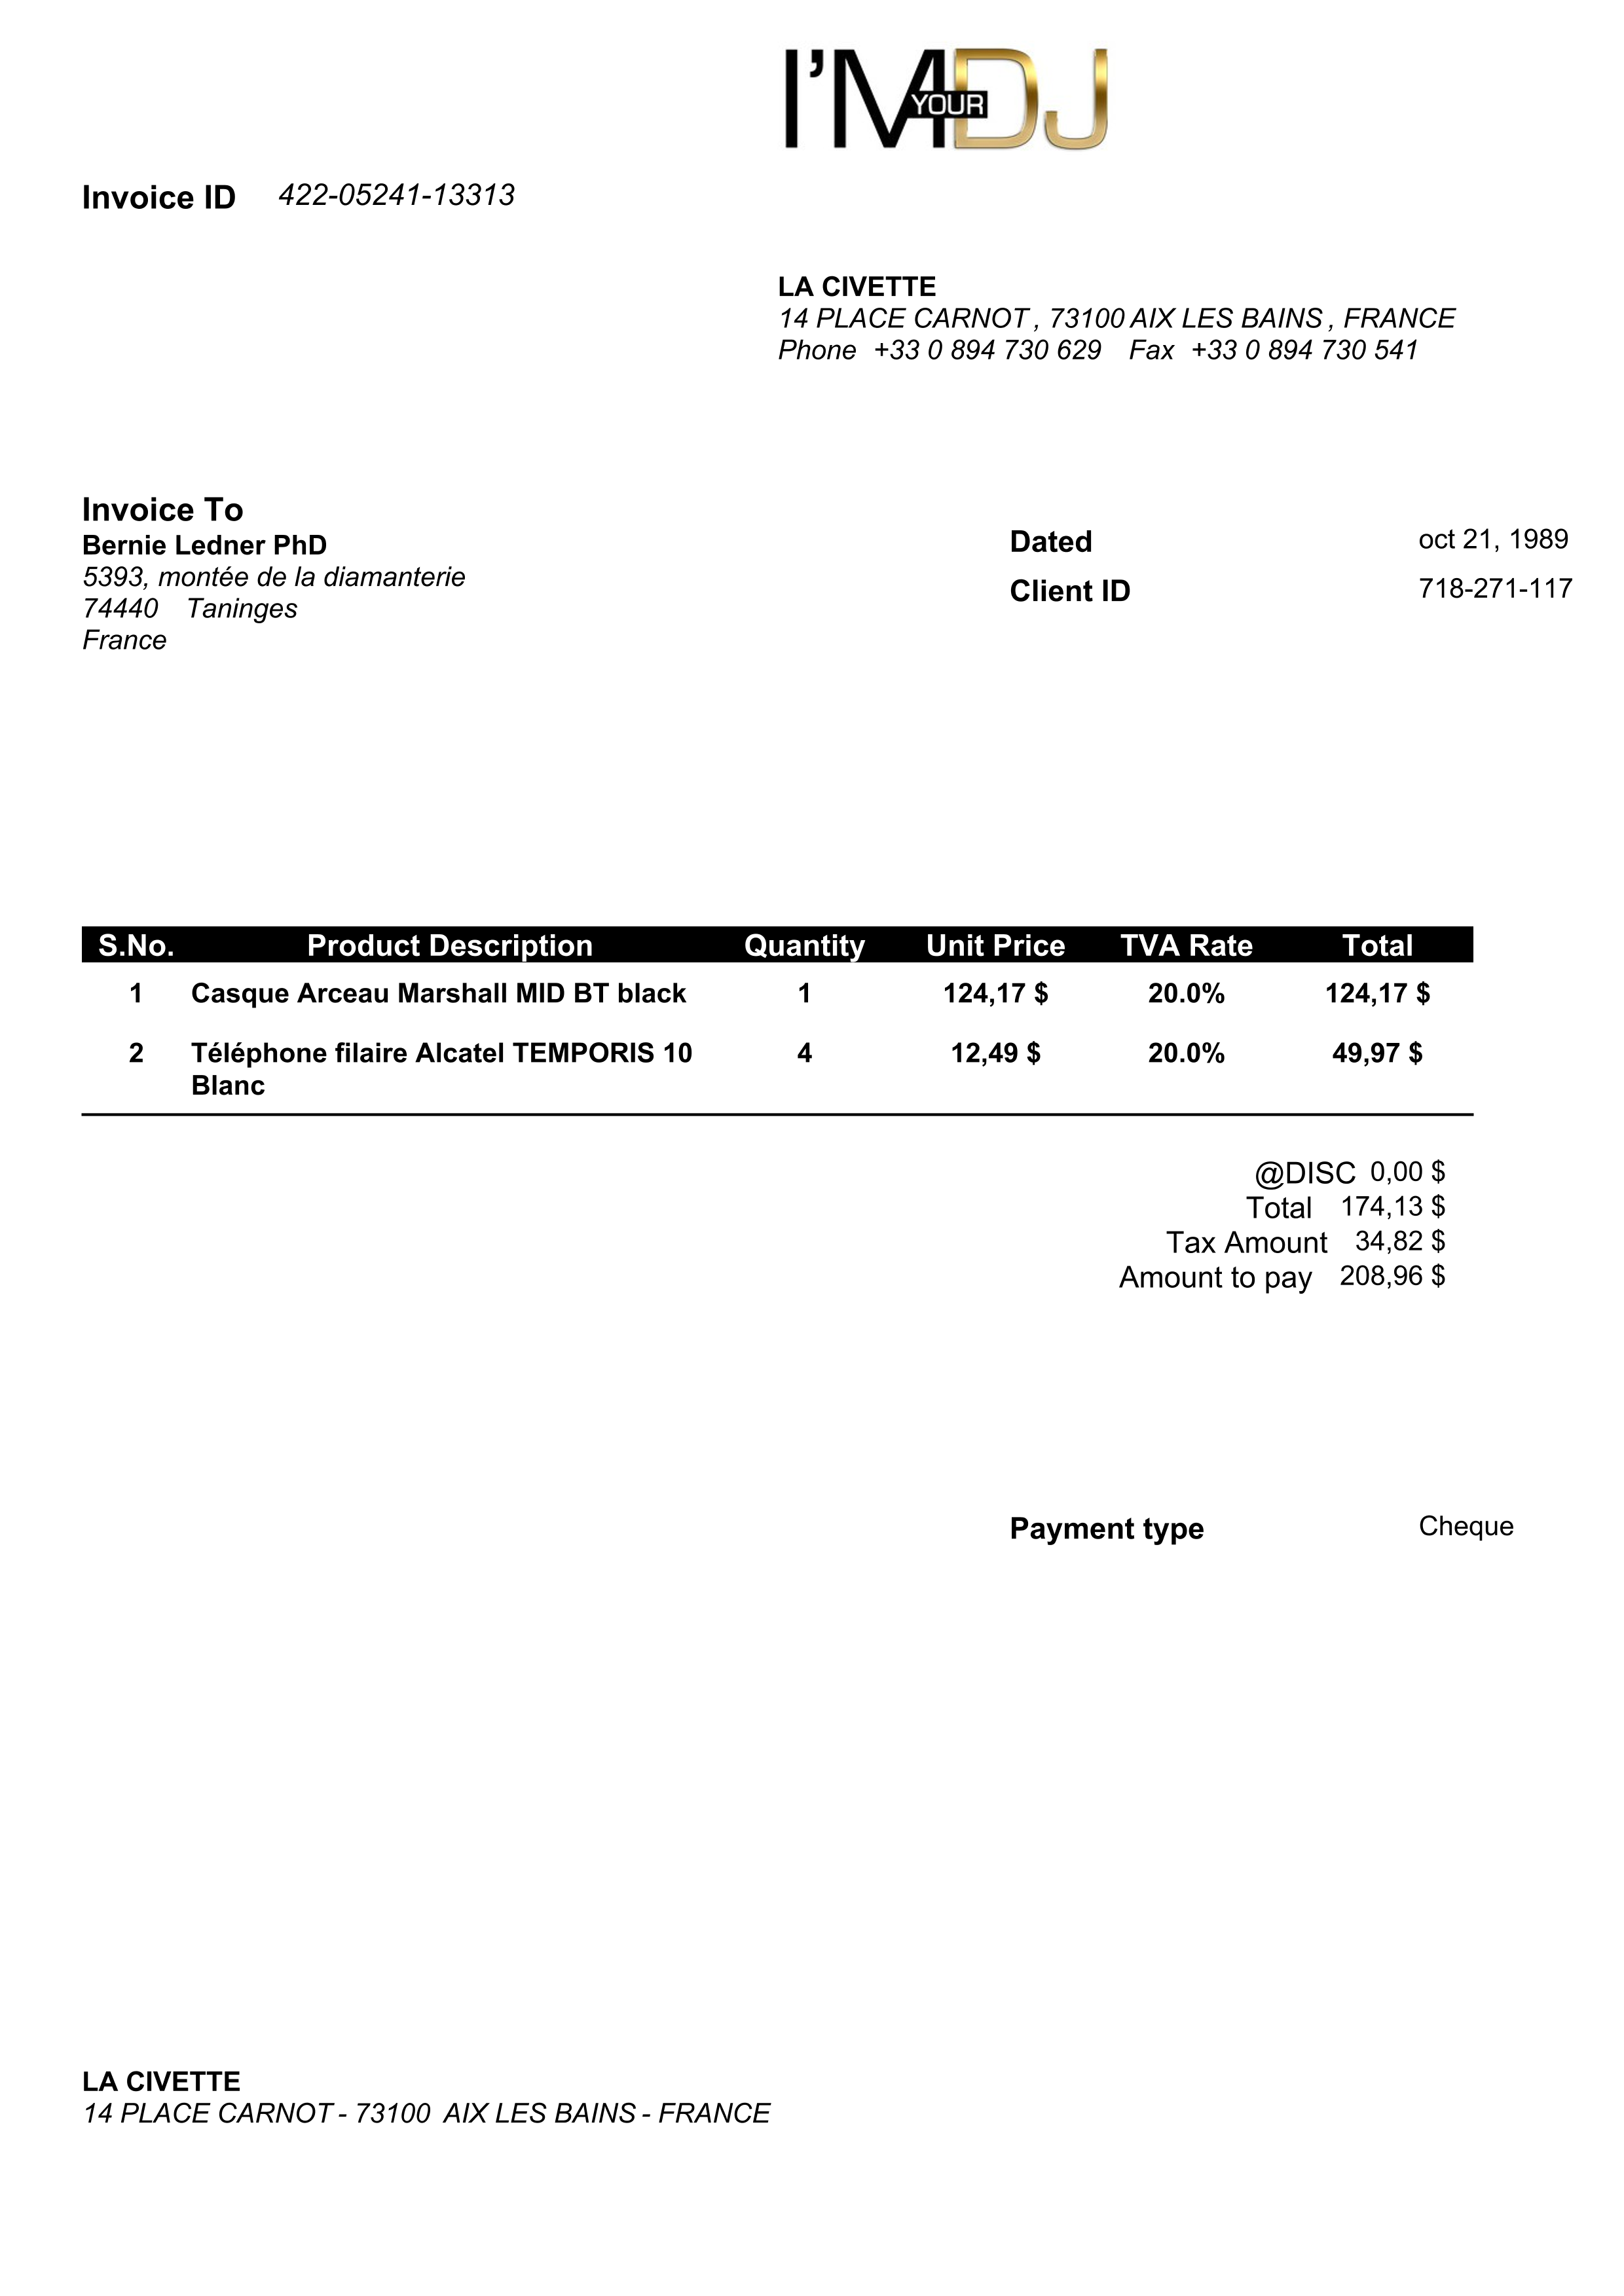 I'M YOUR DJ
Invoice ID 422-05241-13313
LA CIVETTE
14 PLACE CARNOT , 73100 AIX LES BAINS , FRANCE
Phone +33 0 894 730 629 Fax +33 0 894 730 541
Invoice To
Bernie Ledner PhD
5393, montée de la diamanterie
74440 Taninges
France
Dated oct 21, 1989
Client ID 718-271-117
S.No. Product Description Quantity Unit Price TVA Rate Total
1 Casque Arceau Marshall MID BT black 1 124,17 $ 20.0% 124,17 $
2 Téléphone filaire Alcatel TEMPORIS 10 4 12,49 $ 20.0% 49,97 $
Blanc
@DISC 0,00 $
Total 174,13 $
Tax Amount 34,82 $
Amount to pay 208,96 $
Payment type Cheque
LA CIVETTE
14 PLACE CARNOT - 73100 AIX LES BAINS - FRANCE